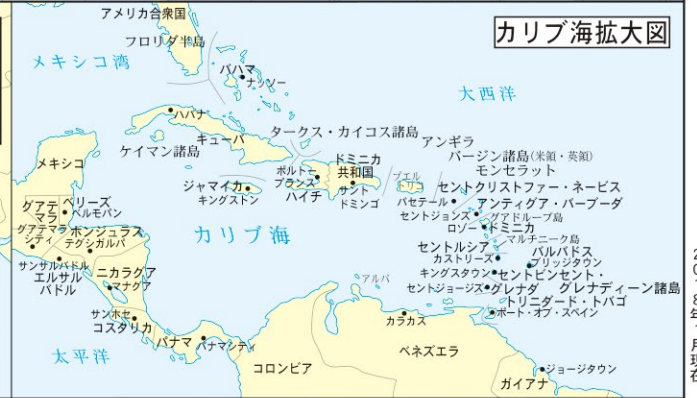 カリブ海拡大図
アメリカ合衆国
フロリダ半島
メキシコ湾
バハマ
ナッソー
大西洋
ハバナ
キューバ
タークス・カイコス諸島
アンギラ
ケイマン諸島
バージン諸島(米領・英領)
モンセラット
メキシコ
ドミニカ
共和国
ポルトー
プランス
ハイチ
サント
ドミンゴ
プエル
トリコ
ジャマイカ
キングストン
セントクリストファー・ネービス
バセテール
アンティグア・バーブーダ
セントジョンズ
グアドループ島
ロゾー
ドミニカ
マルチニーク島
グアテ
マラ
ベリーズ
ベルモパン
グアテマラ
シティ
ホンジュラス
テグシガルパ
カリブ海
セントルシア
カストリーズ
バルバドス
ブリッジタウン
サンサルバドル
エルサル
バドル
ニカラグア
マナグア
キングスタウン
セントビンセント・
グレナディーン諸島
セントジョージズ
グレナダ
アルバ
トリニダード・トバゴ
ポート・オブ・スペイン
サンホセ
コスタリカ
カラカス
パナマ
パナマシティ
太平洋
コロンビア
ベネズエラ
ジョージタウン
ガイアナ